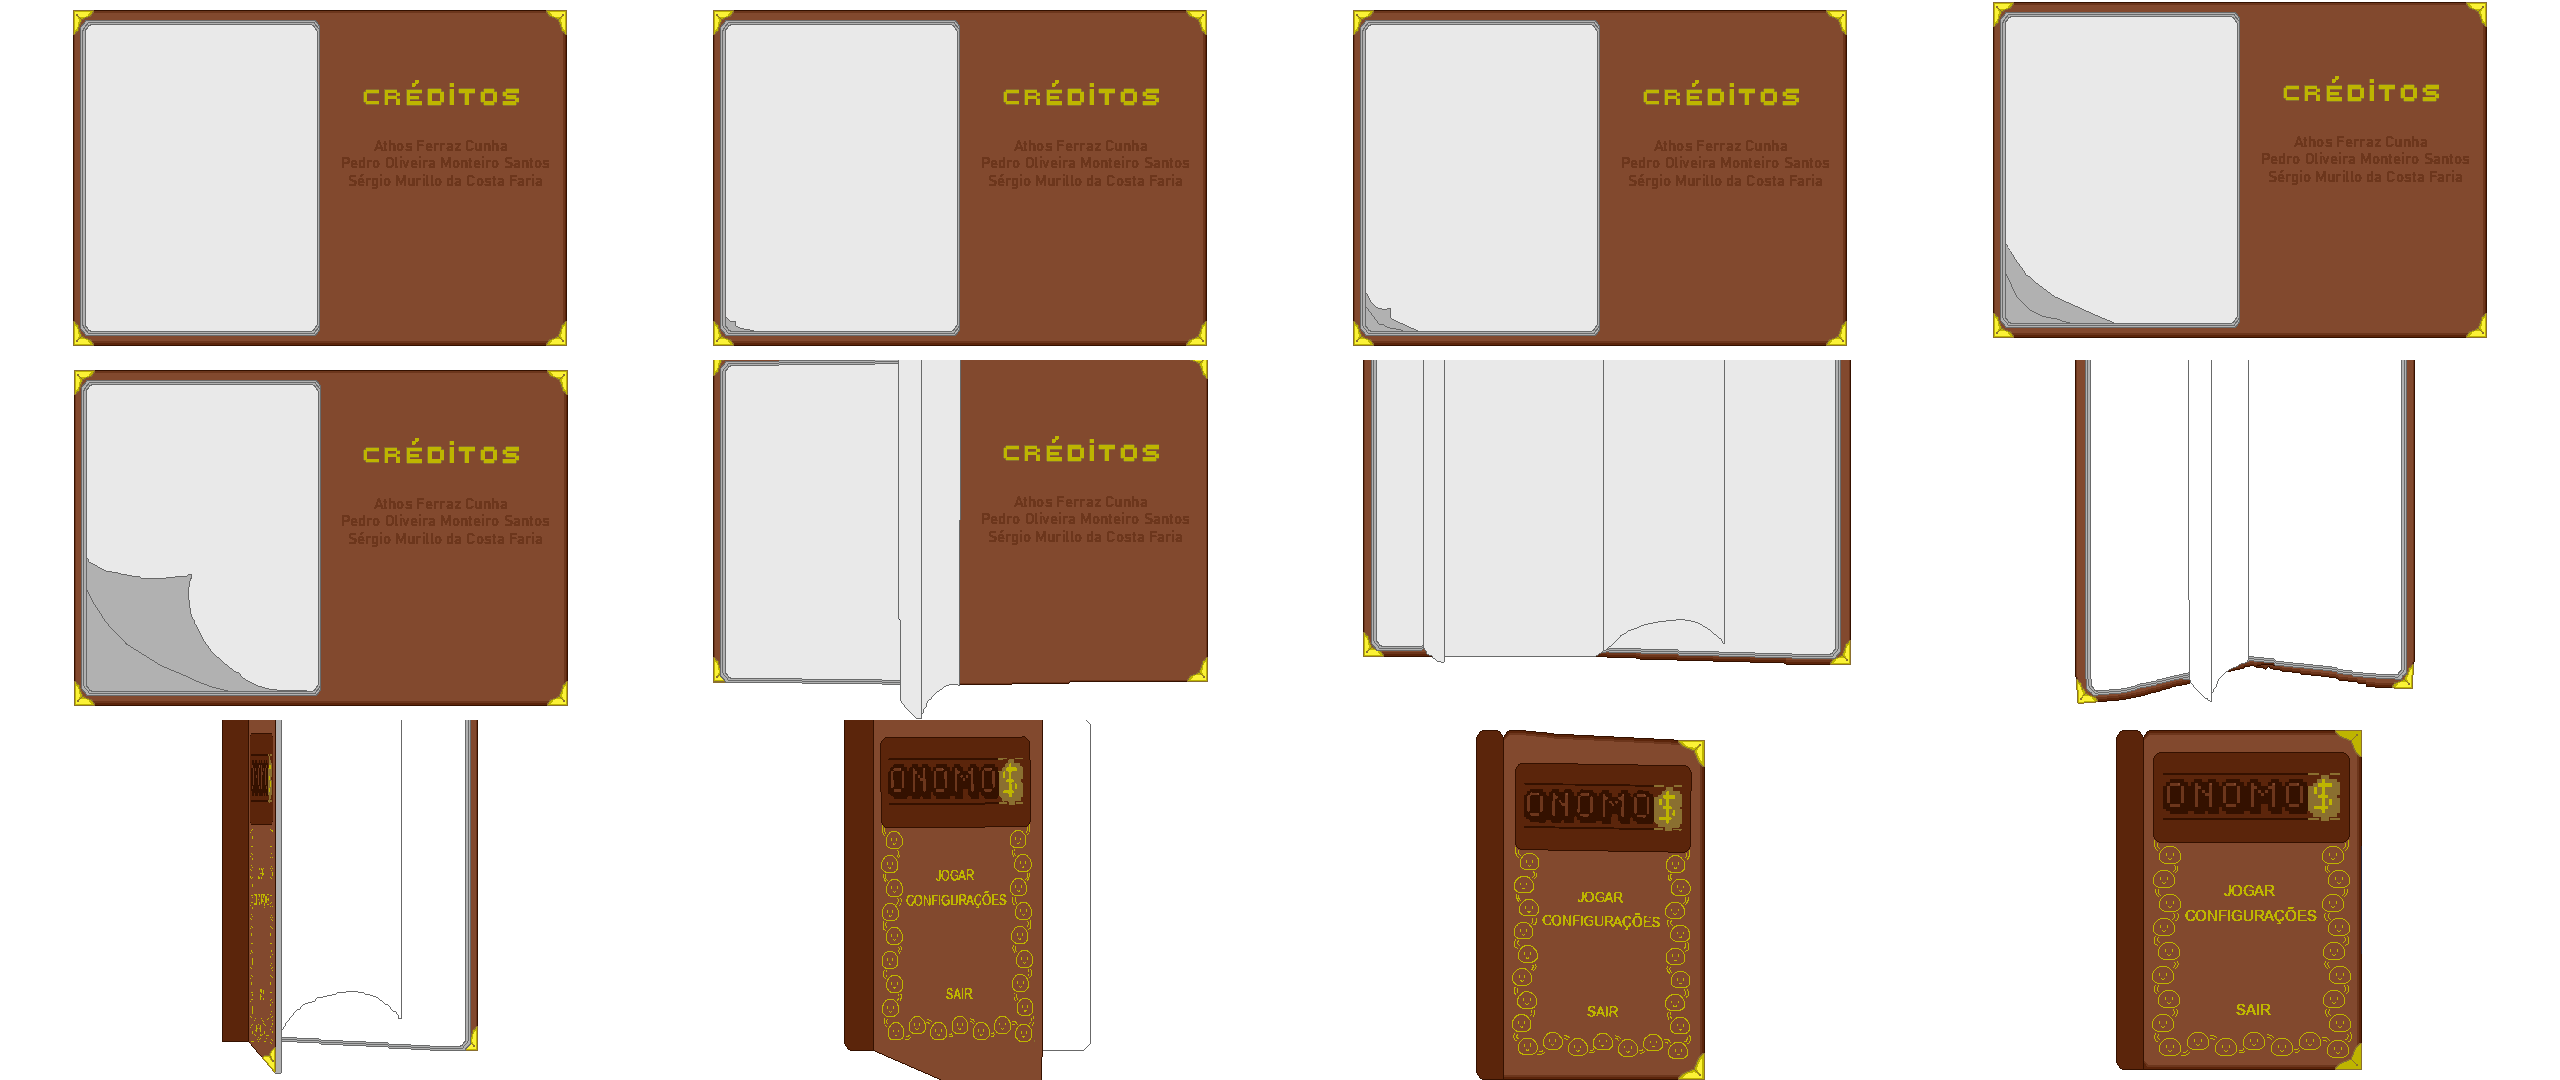 CRÉDITOS
Athos Ferraz Cunha
Pedro Oliveira Monteiro Santos
Sérgio Murillo da Costa Faria
CRÉDITOS
Athos Ferraz Cunha
Pedro Oliveira Monteiro Santos
Sérgio Murillo da Costa Faria
CRÉDITOS
Athos Ferraz Cunha
Pedro Oliveira Monteiro Santos
Sérgio Murillo da Costa Faria
CRÉDITOS
Athos Ferraz Cunha
Pedro Oliveira Monteiro Santos
Sérgio Murillo da Costa Faria
CRÉDITOS
Athos Ferraz Cunha
Pedro Oliveira Monteiro Santos
Sérgio Murillo da Costa Faria
CRÉDITOS
Athos Ferraz Cunha
Pedro Oliveira Monteiro Santos
Sérgio Murillo da Costa Faria
ONOMO$
JOGAR
CONFIGURAÇÕES
SAIR
ONOMO$
JOGAR
CONFIGURAÇÕES
SAIR
ONOMO$
JOGAR
CONFIGURAÇÕES
SAIR